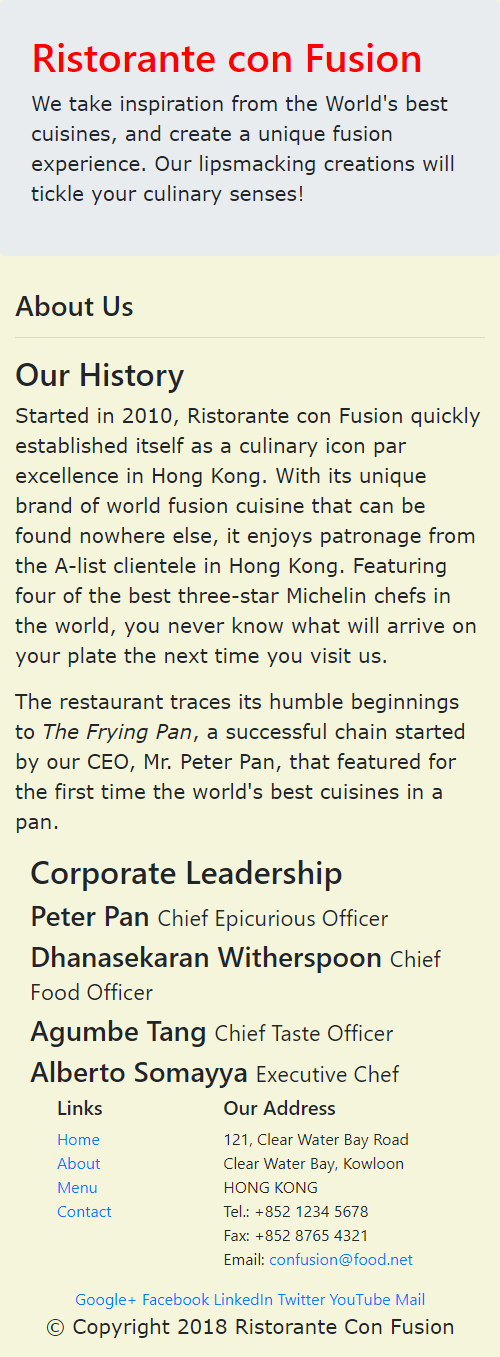 Ristorante con Fusion
We take inspiration from the World's best
cuisines, and create a unique fusion
experience. Our lipsmacking creations will
tickle your culinary senses!
About Us
Our History
Started in 2010, Ristorante con Fusion quickly
established itself as a culinary icon par
excellence in Hong Kong. With its unique
brand of world fusion cuisine that can be
found nowhere else, it enjoys patronage from
the A-list clientele in Hong Kong. Featuring
four of the best three-star Michelin chefs in
the world, you never know what will arrive on
your plate the next time you visit us.
The restaurant traces its humble beginnings
to The Frying Pan, a successful chain started
by our CEO, Mr. Peter Pan, that featured for
the first time the world's best cuisines in a
pan.
Corporate Leadership
Peter Pan Chief Epicurious Officer
Dhanasekaran Witherspoon Chief
Food Officer
Agumbe Tang Chief Taste Officer
Alberto Somayya Executive Chef
Links
Home
About
Menu
Contact
Our Address
121, Clear Water Bay Road
Clear Water Bay, Kowloon
HONG KONG
Tel.: +852 1234 5678
Fax: +852 8765 4321
Email: confusion@food.net
Google+ Facebook LinkedIn Twitter YouTube Mail
© Copyright 2018 Ristorante Con Fusion